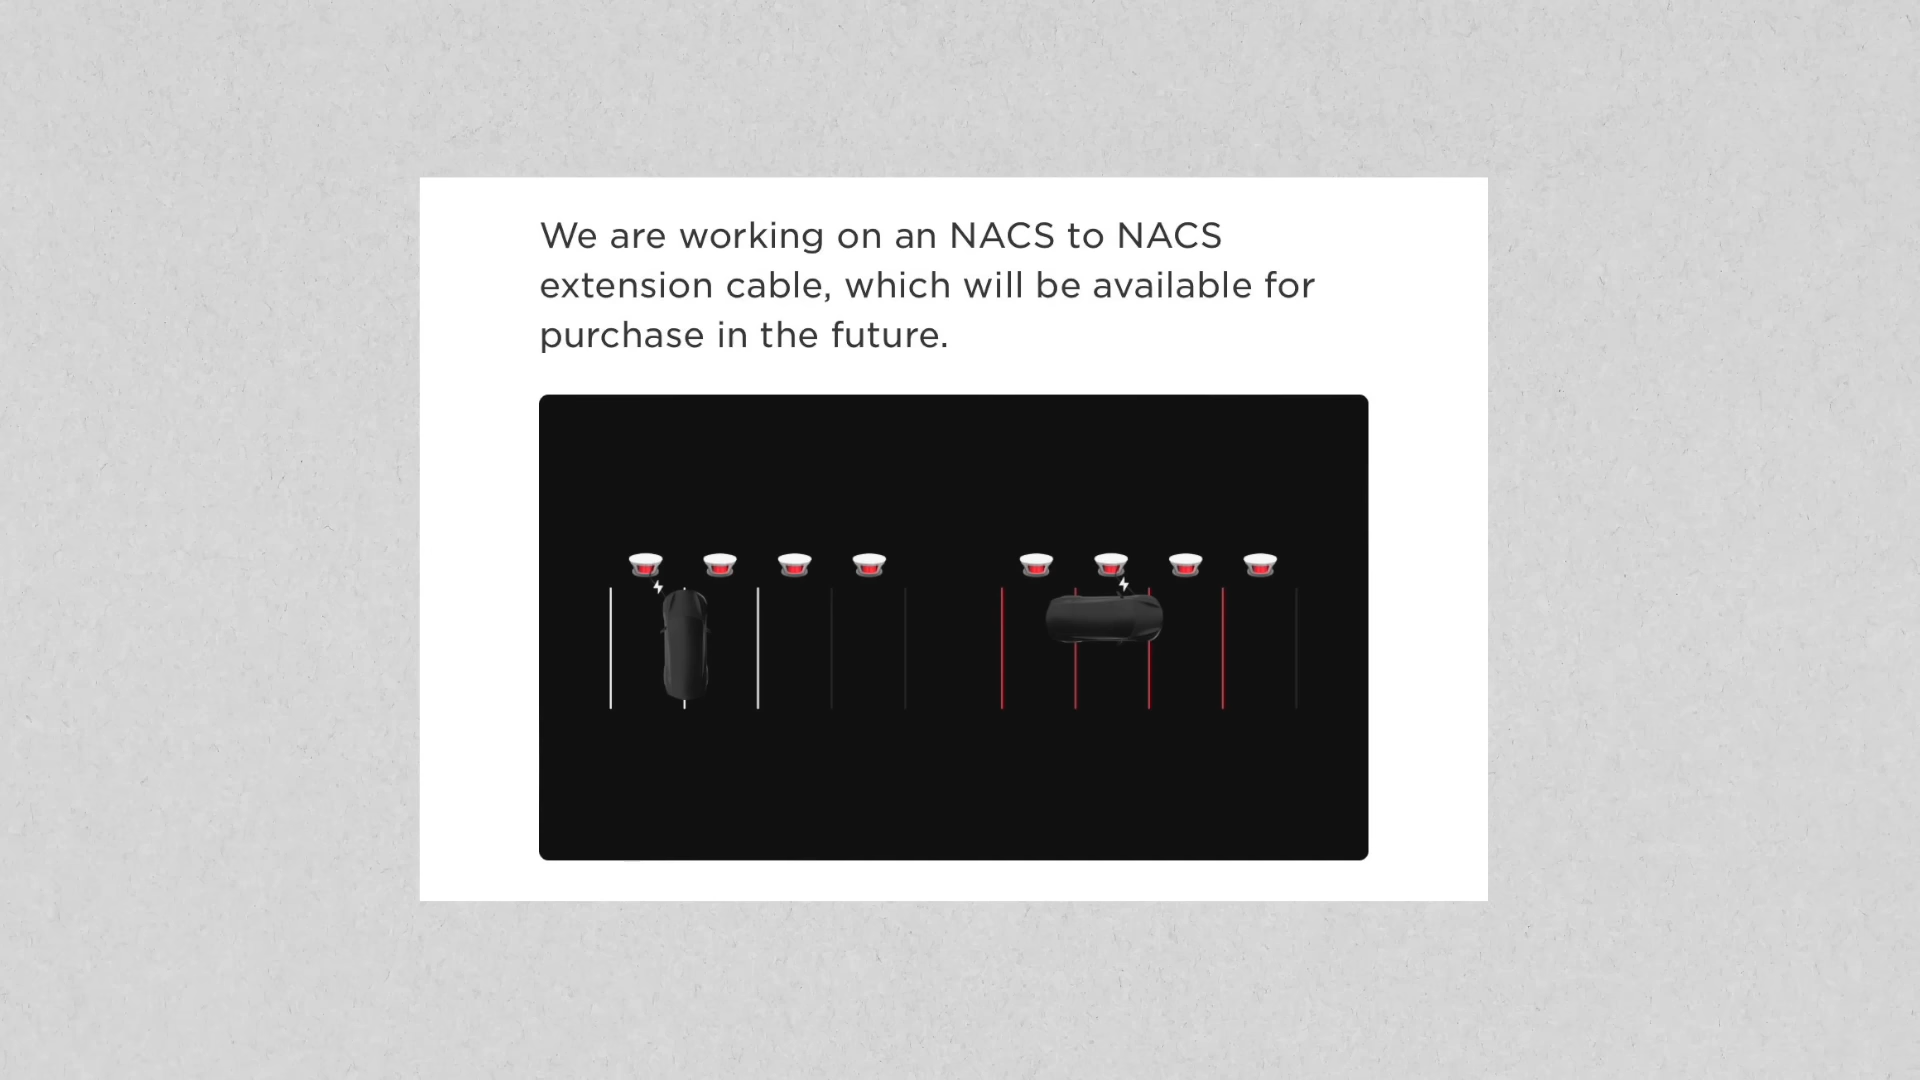 We are working on an NACS to NACS
extension cable, which will be available for
purchase in the future.